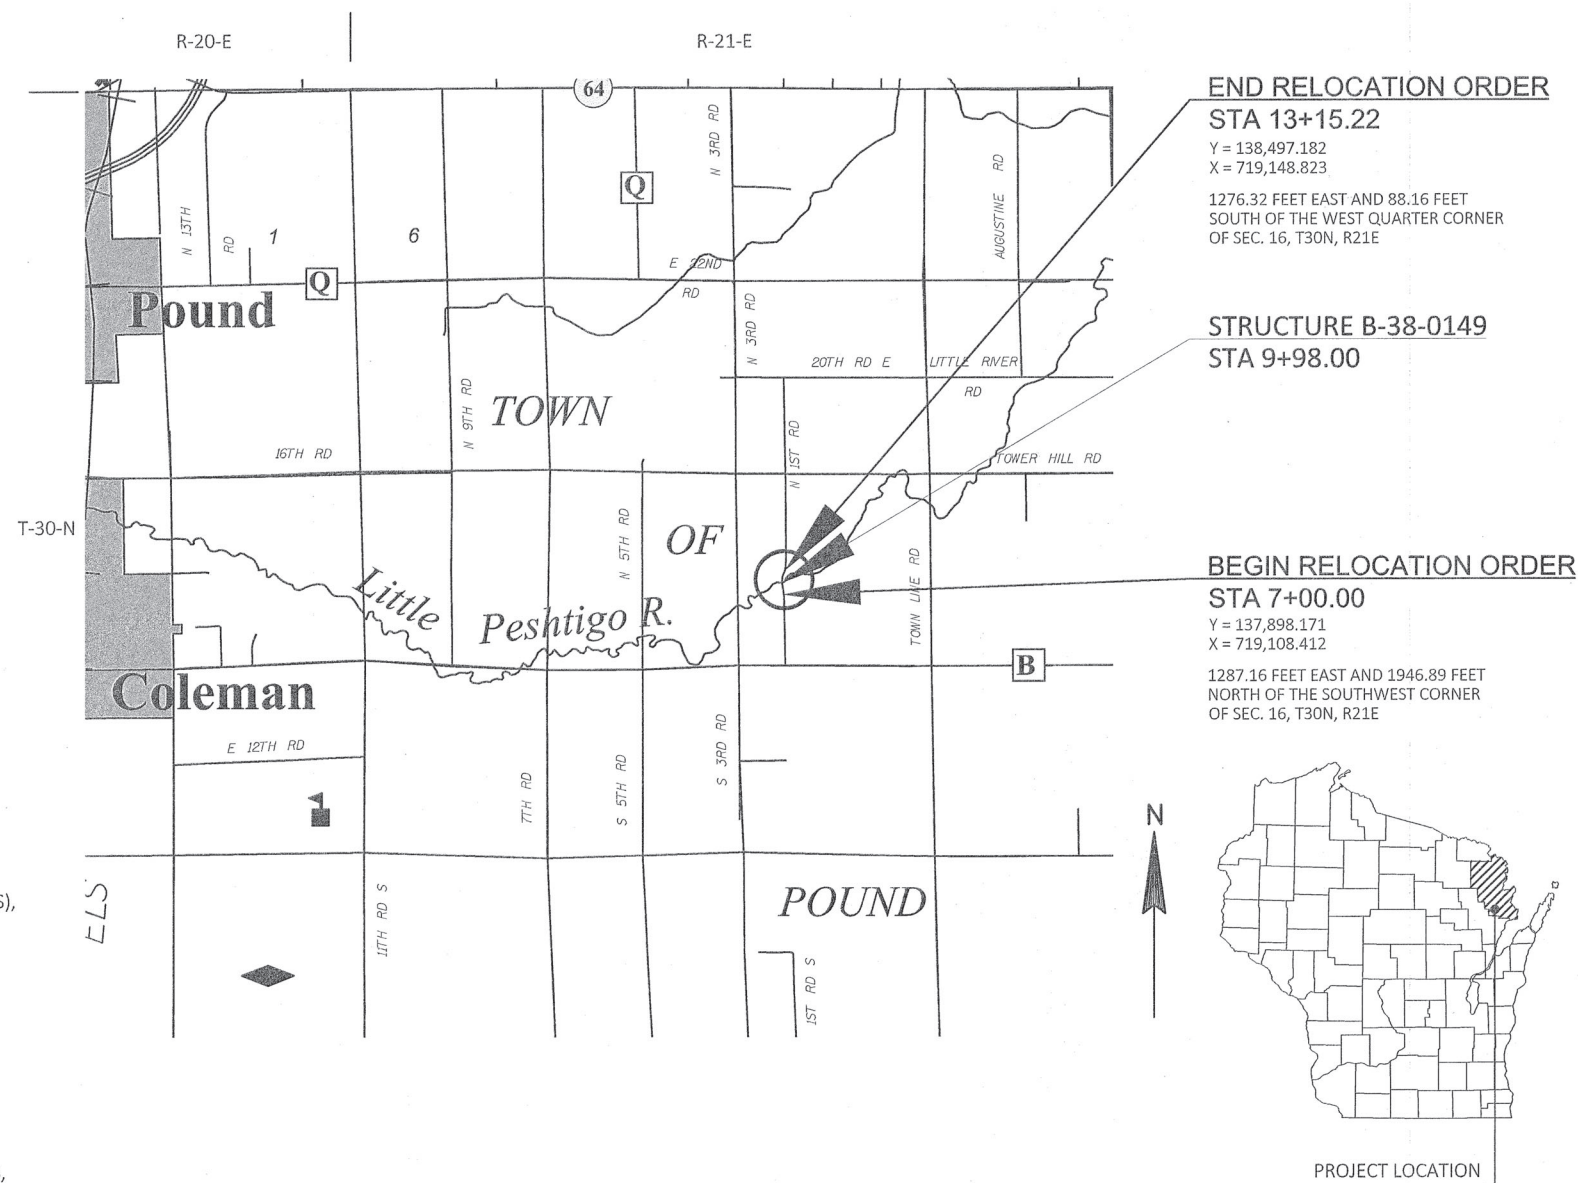 R-20-E
R-21-E
64
END RELOCATION ORDER
STA 13+15.22
Y = 138,497.182
X = 719,148.823
1276.32 FEET EAST AND 88.16 FEET
SOUTH OF THE WEST QUARTER CORNER
OF SEC. 16, T30N, R21E
N 3RD RD
Q
AUGUSTINE RD
N 13TH
RD
1
6
E 22ND
RD
Q
Pound
N 3RD RD
STRUCTURE B-38-0149
STA 9+98.00
20TH RD E
LITTLE RIVER
RD
N 9TH RD
TOWN
N 1ST RD
16TH RD
TOWER HILL RD
T-30-N
N 5TH RD
OF
TOWN LINE RD
BEGIN RELOCATION ORDER
STA 7+00.00
Y = 137,898.171
X = 719,108.412
1287.16 FEET EAST AND 1946.89 FEET
NORTH OF THE SOUTHWEST CORNER
OF SEC. 16, T30N, R21E
Little
Peshtigo R.
B
Coleman
E 12TH RD
7TH RD
S 5TH RD
S 3RD RD
N
S),
ELS
11TH RD S
POUND
1ST RD S
PROJECT LOCATION